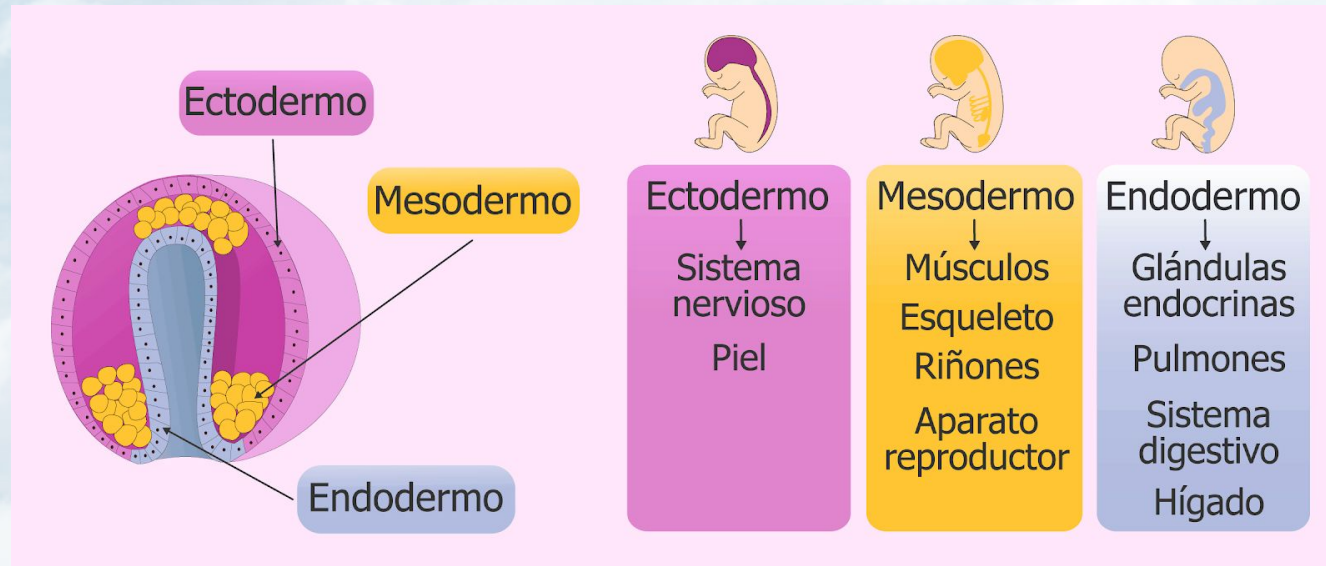 Ectodermo
Mesodermo
Endodermo
Ectodermo
Sistema
nervioso
Piel
Mesodermo
Músculos
Esqueleto
Riñones
Aparato
reproductor
Endodermo
Glándulas
endocrinas
Pulmones
Sistema
digestivo
Hígado